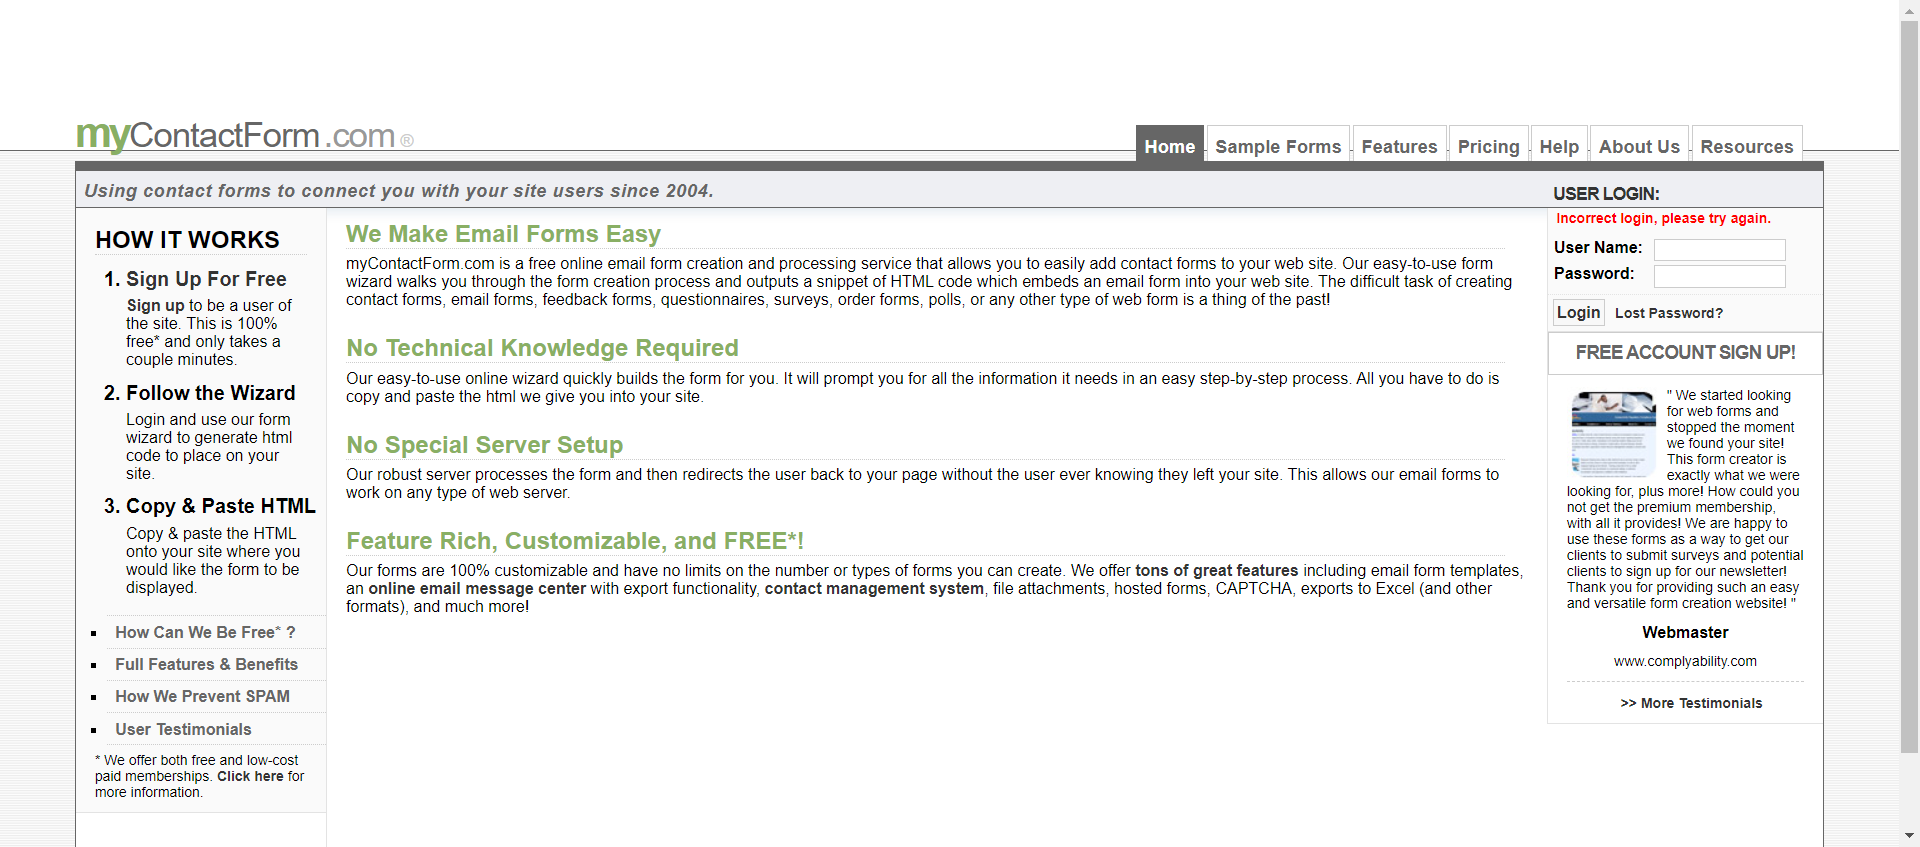 myContactForm.com ®
Home Sample Forms Features Pricing Help About Us Resources
Using contact forms to connect you with your site users since 2004.
HOW IT WORKS
1. Sign Up For Free
Sign up to be a user of
the site. This is 100%
free* and only takes a
couple minutes.
2. Follow the Wizard
Login and use our form
wizard to generate html
code to place on your
site.
3. Copy & Paste HTML
Copy & paste the HTML
onto your site where you
would like the form to be
displayed.
How Can We Be Free* ?
Full Features & Benefits
How We Prevent SPAM
User Testimonials
* We offer both free and low-cost
paid memberships. Click here for
more information.
We Make Email Forms Easy
myContactForm.com is a free online email form creation and processing service that allows you to easily add contact forms to your web site. Our easy-to-use form
wizard walks you through the form creation process and outputs a snippet of HTML code which embeds an email form into your web site. The difficult task of creating
contact forms, email forms, feedback forms, questionnaires, surveys, order forms, polls, or any other type of web form is a thing of the past!
No Technical Knowledge Required
Our easy-to-use online wizard quickly builds the form for you. It will prompt you for all the information it needs in an easy step-by-step process. All you have to do is
copy and paste the html we give you into your site.
No Special Server Setup
Our robust server processes the form and then redirects the user back to your page without the user ever knowing they left your site. This allows our email forms to
work on any type of web server.
Feature Rich, Customizable, and FREE*!
Our forms are 100% customizable and have no limits on the number or types of forms you can create. We offer tons of great features including email form templates,
an online email message center with export functionality, contact management system, file attachments, hosted forms, CAPTCHA, exports to Excel (and other
formats), and much more!
USER LOGIN:
Incorrect login, please try again.
User Name:
Password:
Login Lost Password?
FREE ACCOUNT SIGN UP!
" We started looking
for web forms and
stopped the moment
we found your site!
This form creator is
exactly what we were
looking for, plus more! How could you
not get the premium membership,
with all it provides! We are happy to
use these forms as a way to get our
clients to submit surveys and potential
clients to sign up for our newsletter!
Thank you for providing such an easy
and versatile form creation website! "
Webmaster
www.complyability.com
>> More Testimonials